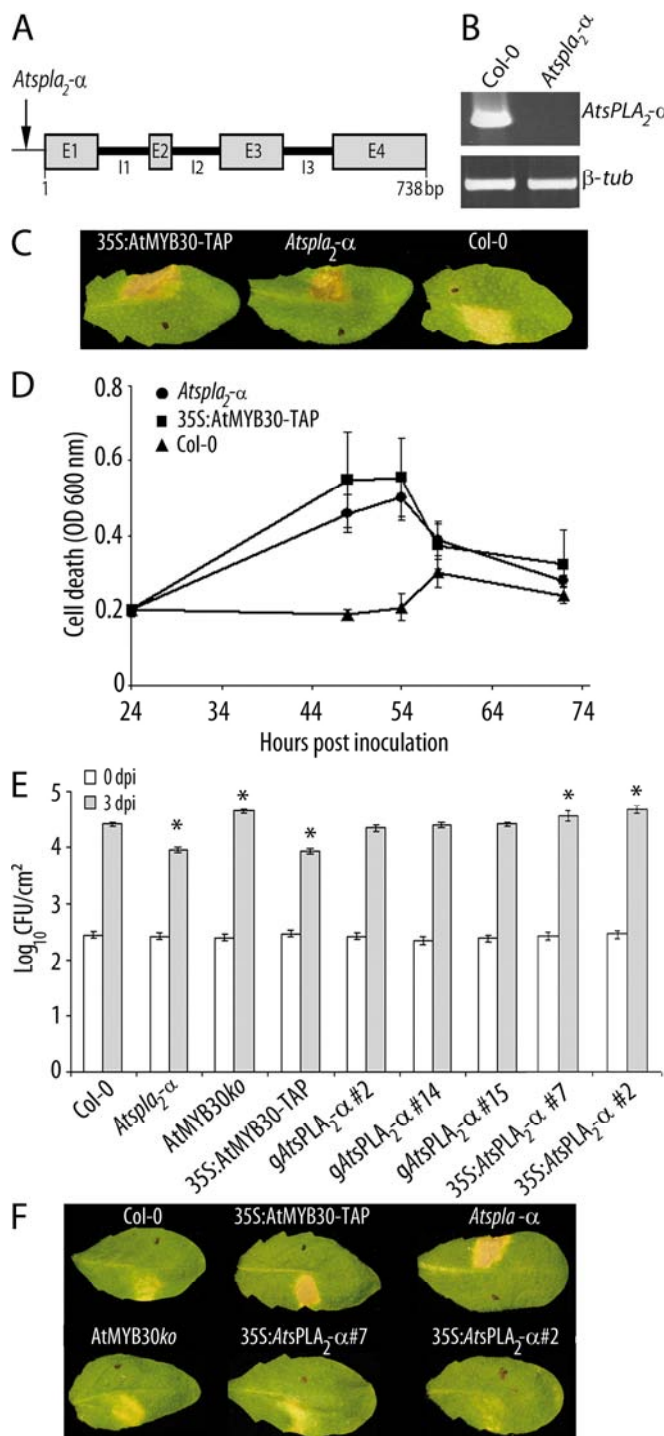 A
Atspla₂-α
E1 E2 E3 E4
I1 I2 I3
1 738 bp
B
Col-0 Atspla₂-α
AtsPLA₂-α
β-tub
C
35S:AtMYB30-TAP Atspla₂-α Col-0
D
Atspla₂-α
35S:AtMYB30-TAP
Col-0
Cell death (OD 600 nm)
0.8
0.6
0.4
0.2
0
24 34 44 54 64 74
Hours post inoculation
E
0 dpi
3 dpi
Log₁₀CFU/cm²
5
4
3
2
1
0
* * * * *
Col-0
Atspla₂-α
AtMYB30ko
35S:AtMYB30-TAP
gAtsPLA₂-α #2
gAtsPLA₂-α #14
gAtsPLA₂-α #15
35S:AtsPLA₂-α #7
35S:AtsPLA₂-α #2
F
Col-0 35S:AtMYB30-TAP Atspla-α
AtMYB30ko 35S:AtsPLA₂-α#7 35S:AtsPLA₂-α#2